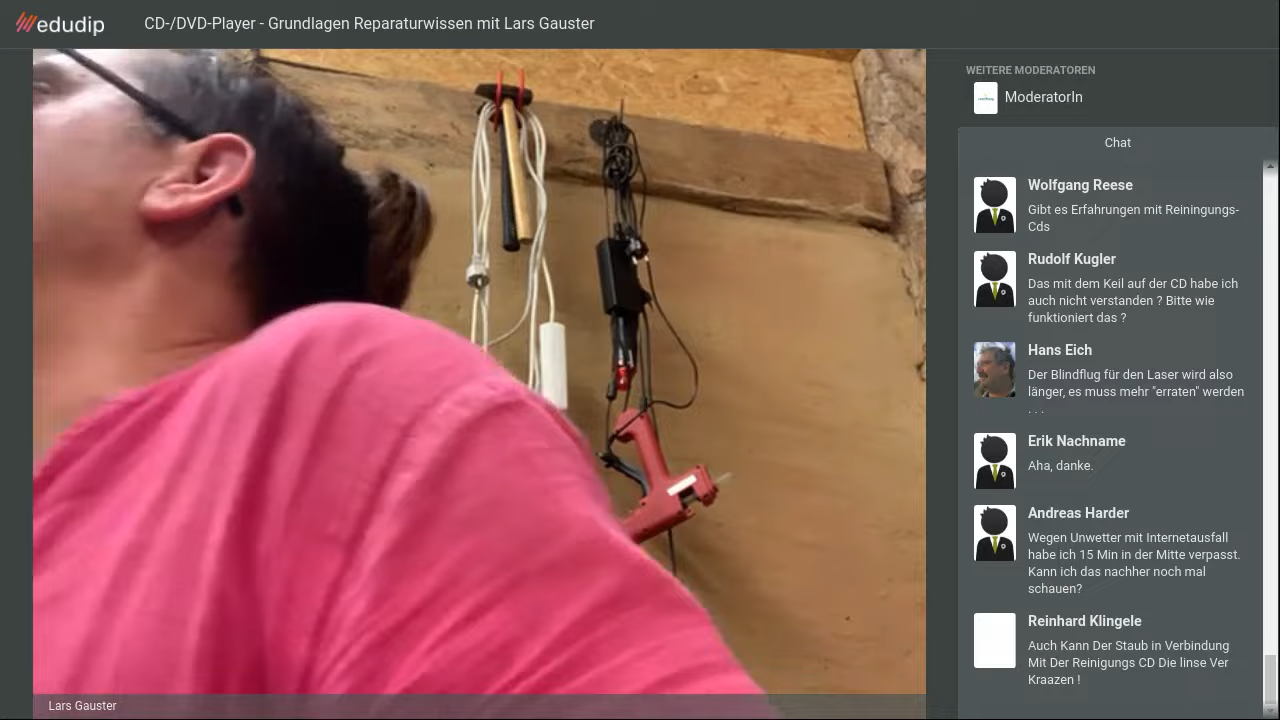 edudip
CD-/DVD-Player - Grundlagen Reparaturwissen mit Lars Gauster
WEITERE MODERATOREN
ModeratorIn
Chat
Wolfgang Reese
Gibt es Erfahrungen mit Reiningungs-
Cds
Rudolf Kugler
Das mit dem Keil auf der CD habe ich
auch nicht verstanden ? Bitte wie
funktioniert das ?
Hans Eich
Der Blindflug für den Laser wird also
länger, es muss mehr "erraten" werden
. . .
Erik Nachname
Aha, danke.
Andreas Harder
Wegen Unwetter mit Internetausfall
habe ich 15 Min in der Mitte verpasst.
Kann ich das nachher noch mal
schauen?
Reinhard Klingele
Auch Kann Der Staub in Verbindung
Mit Der Reinigungs CD Die linse Ver
Kraazen !
Lars Gauster